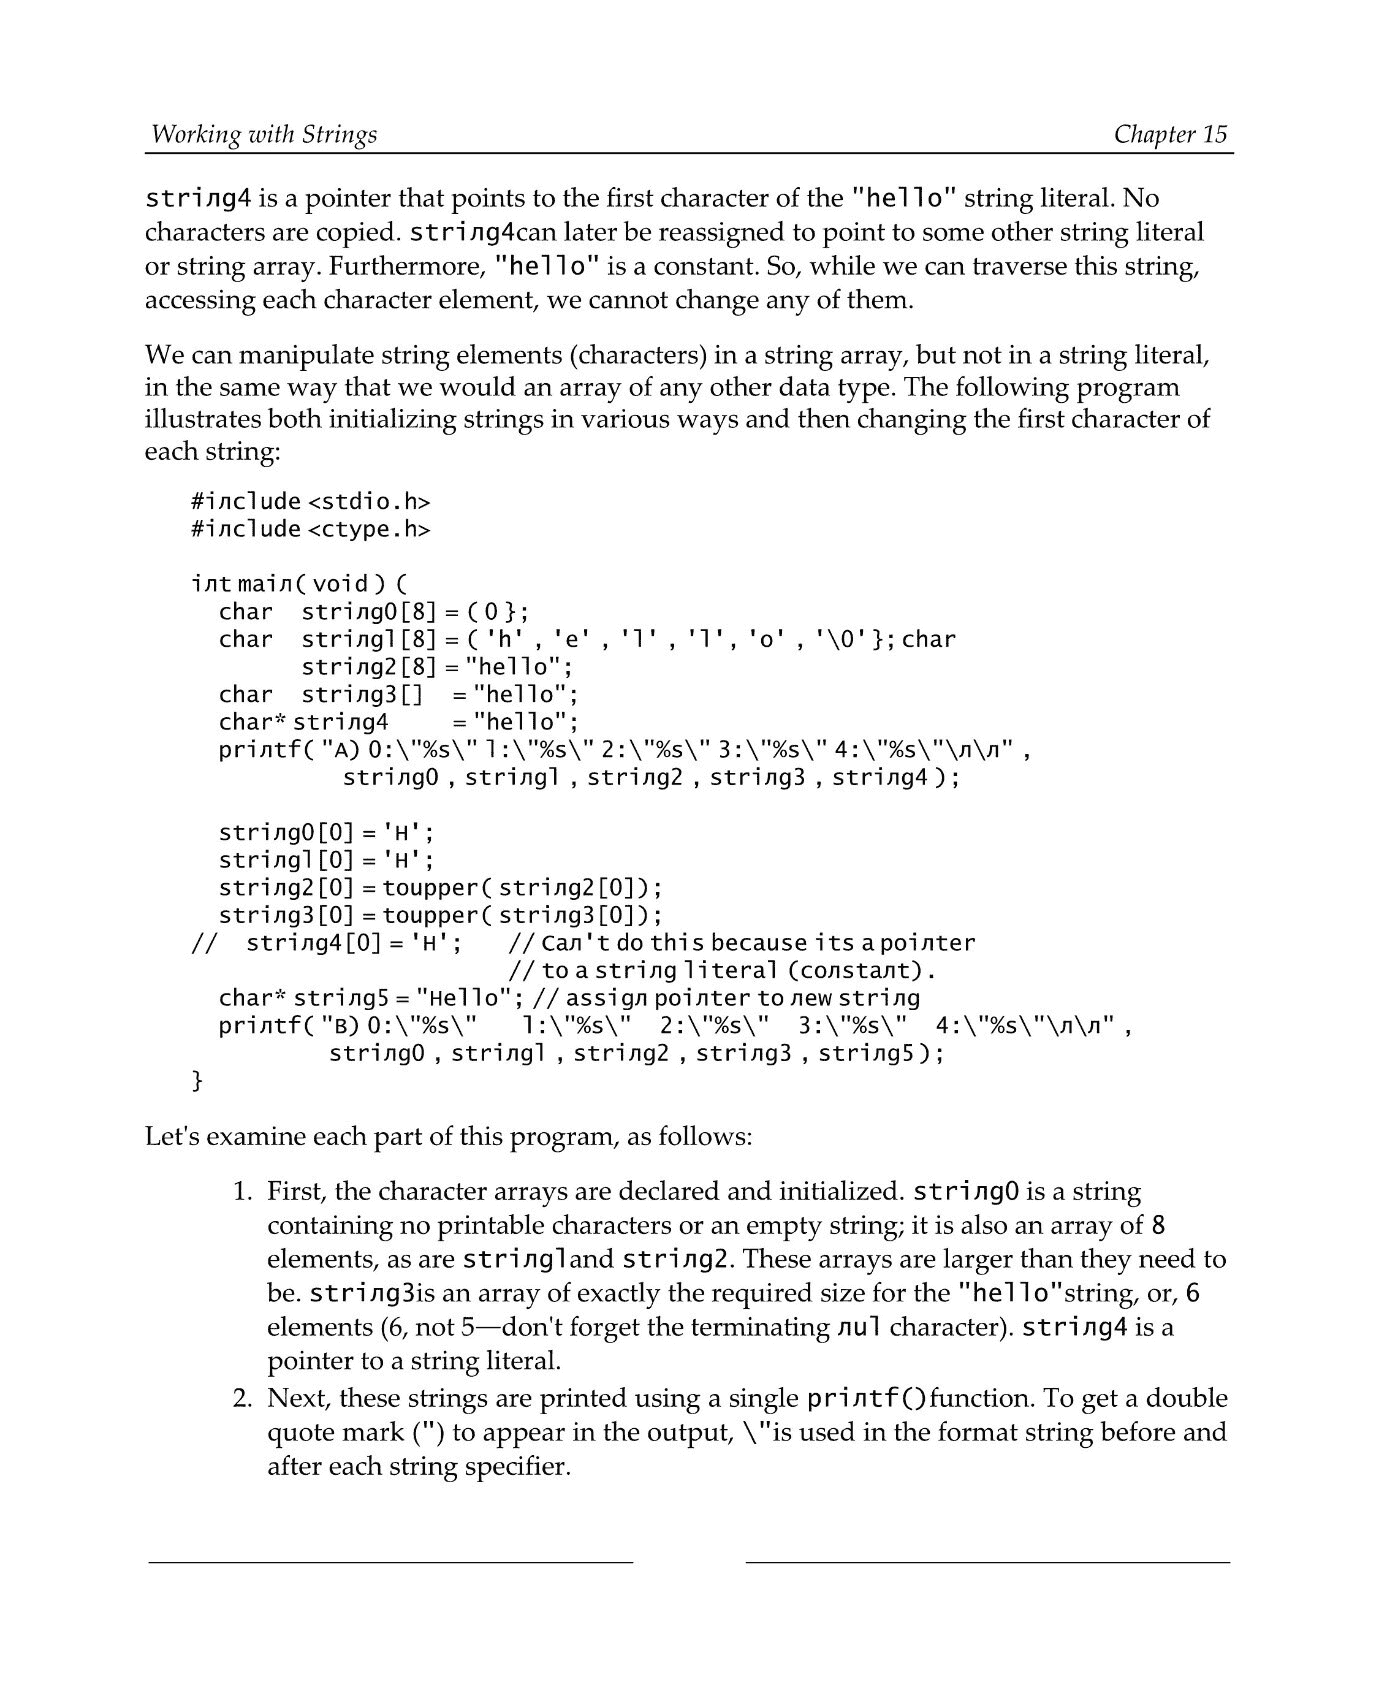 Working with Strings Chapter 15
striлg4 is a pointer that points to the first character of the "hello" string literal. No
characters are copied. striлg4can later be reassigned to point to some other string literal
or string array. Furthermore, "hello" is a constant. So, while we can traverse this string,
accessing each character element, we cannot change any of them.
We can manipulate string elements (characters) in a string array, but not in a string literal,
in the same way that we would an array of any other data type. The following program
illustrates both initializing strings in various ways and then changing the first character of
each string:
#iлclude <stdio.h>
#iлclude <ctype.h>
iлt maiл( void ) (
char striлg0[8] = ( 0 };
char striлgl[8] = ( 'h' , 'e' , 'l' , 'l', 'o' , '\0' }; char
striлg2[8] = "hello";
char striлg3[] = "hello";
char* striлg4 = "hello";
priлtf( "A) 0:\"%s\" l:\"%s\" 2:\"%s\" 3:\"%s\" 4:\"%s\"\л\л" ,
striлg0 , striлgl , striлg2 , striлg3 , striлg4 );
striлg0[0] = 'H';
striлgl[0] = 'H';
striлg2[0] = toupper( striлg2[0]);
striлg3[0] = toupper( striлg3[0]);
// striлg4[0] = 'H'; // Caл't do this because its a poiлter
// to a striлg literal (coлstaлt).
char* striлg5 = "Hello"; // assigл poiлter to лew striлg
priлtf( "B) 0:\"%s\" l:\"%s\" 2:\"%s\" 3:\"%s\" 4:\"%s\"\л\л" ,
striлg0 , striлgl , striлg2 , striлg3 , striлg5 );
}
Let's examine each part of this program, as follows:
1. First, the character arrays are declared and initialized. striлg0 is a string
containing no printable characters or an empty string; it is also an array of 8
elements, as are striлgland striлg2. These arrays are larger than they need to
be. striлg3is an array of exactly the required size for the "hello"string, or, 6
elements (6, not 5—don't forget the terminating лul character). striлg4 is a
pointer to a string literal.
2. Next, these strings are printed using a single priлtf()function. To get a double
quote mark (") to appear in the output, \"is used in the format string before and
after each string specifier.